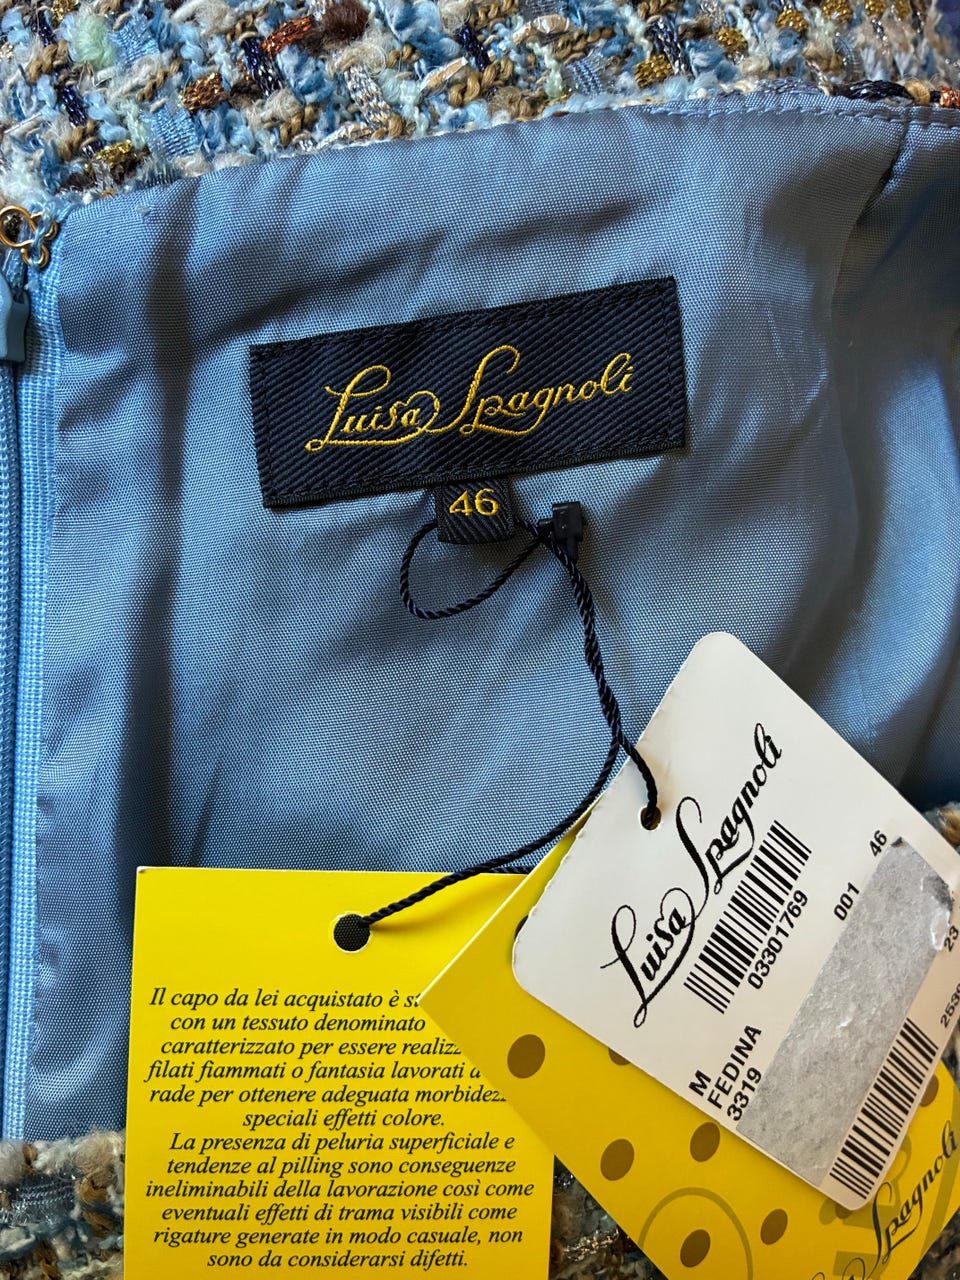 Luisa Spagnoli
46
Luisa Spagnoli
03301769
001
46
23
M
FEDINA
3319
Il capo da lei acquistato è
con un tessuto denominato
caratterizzato per essere
filati fiammati o fantasia lavorati
rade per ottenere adeguata
speciali effetti colore.
La presenza di peluria superficiale e
tendenze al pilling sono conseguenze
ineliminabili della lavorazione così come
eventuali effetti di trama visibili come
rigature generate in modo casuale, non
sono da considerarsi difetti.
Spagnoli